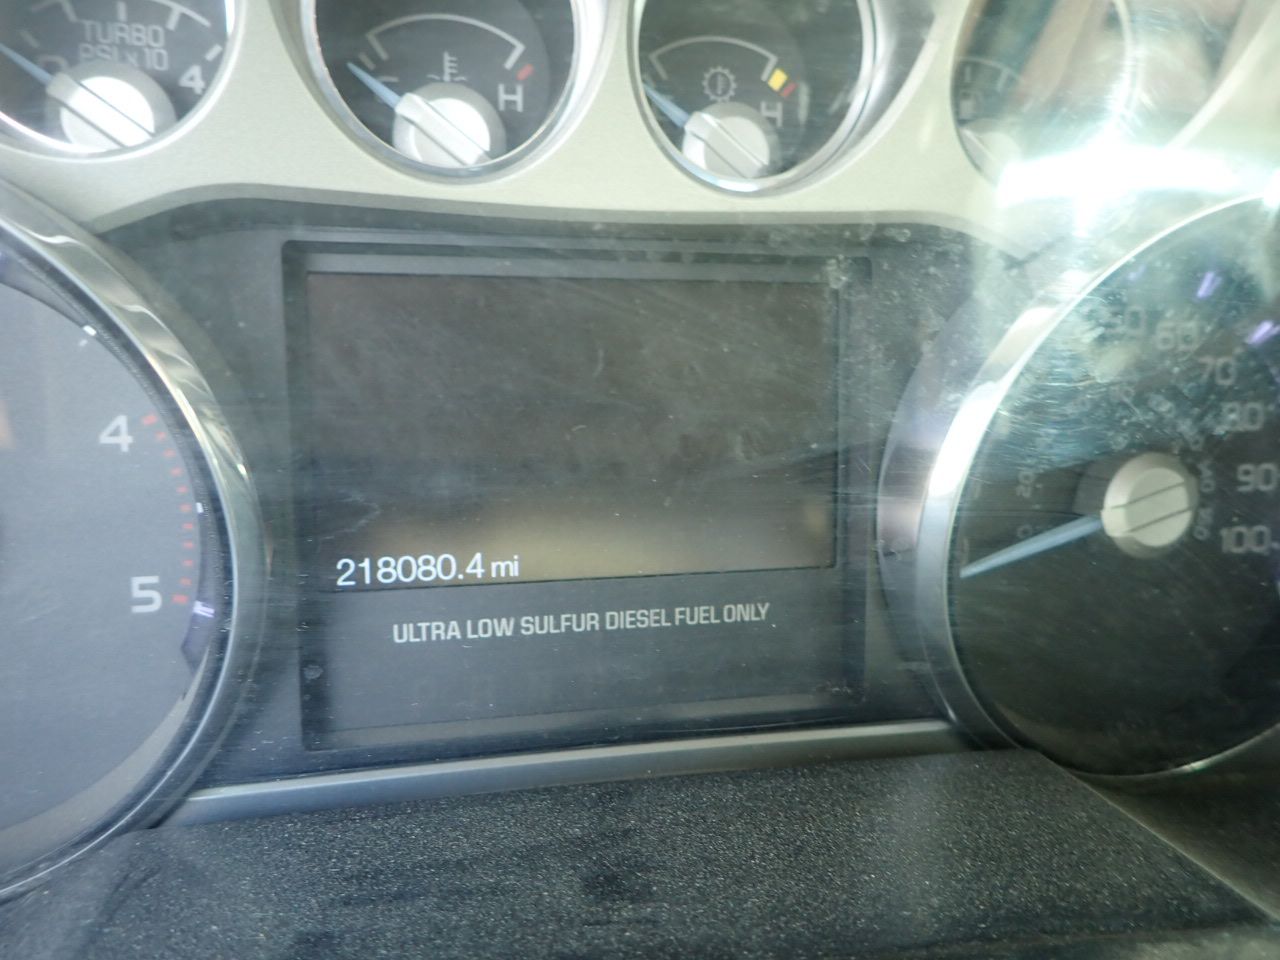 TURBO
PSI x 10
4
H
H
4
5
60
70
80
90
100
218080.4 mi
ULTRA LOW SULFUR DIESEL FUEL ONLY